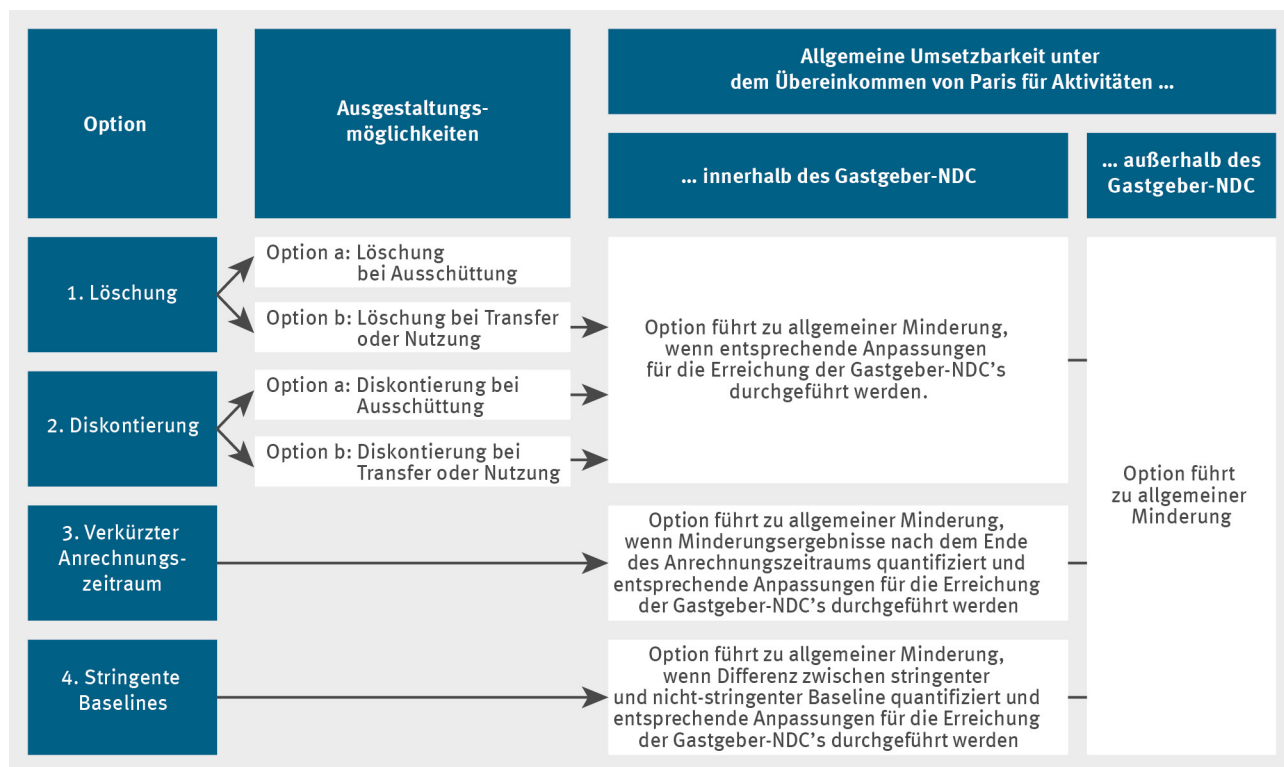 Option
Ausgestaltungs-
möglichkeiten
Allgemeine Umsetzbarkeit unter
dem Übereinkommen von Paris für Aktivitäten ...
... innerhalb des Gastgeber-NDC
... außerhalb des
Gastgeber-NDC
1. Löschung
Option a: Löschung
bei Ausschüttung
Option b: Löschung bei Transfer
oder Nutzung
2. Diskontierung
Option a: Diskontierung bei
Ausschüttung
Option b: Diskontierung bei
Transfer oder Nutzung
Option führt zu allgemeiner Minderung,
wenn entsprechende Anpassungen
für die Erreichung der Gastgeber-NDC's
durchgeführt werden.
3. Verkürzter
Anrechnungs-
zeitraum
Option führt zu allgemeiner Minderung,
wenn Minderungsergebnisse nach dem Ende
des Anrechnungszeitraums quantifiziert und
entsprechende Anpassungen für die Erreichung
der Gastgeber-NDC's durchgeführt werden
4. Stringente
Baselines
Option führt zu allgemeiner Minderung,
wenn Differenz zwischen stringenter
und nicht-stringenter Baseline quantifiziert und
entsprechende Anpassungen für die Erreichung
der Gastgeber-NDC's durchgeführt werden
Option führt
zu allgemeiner
Minderung